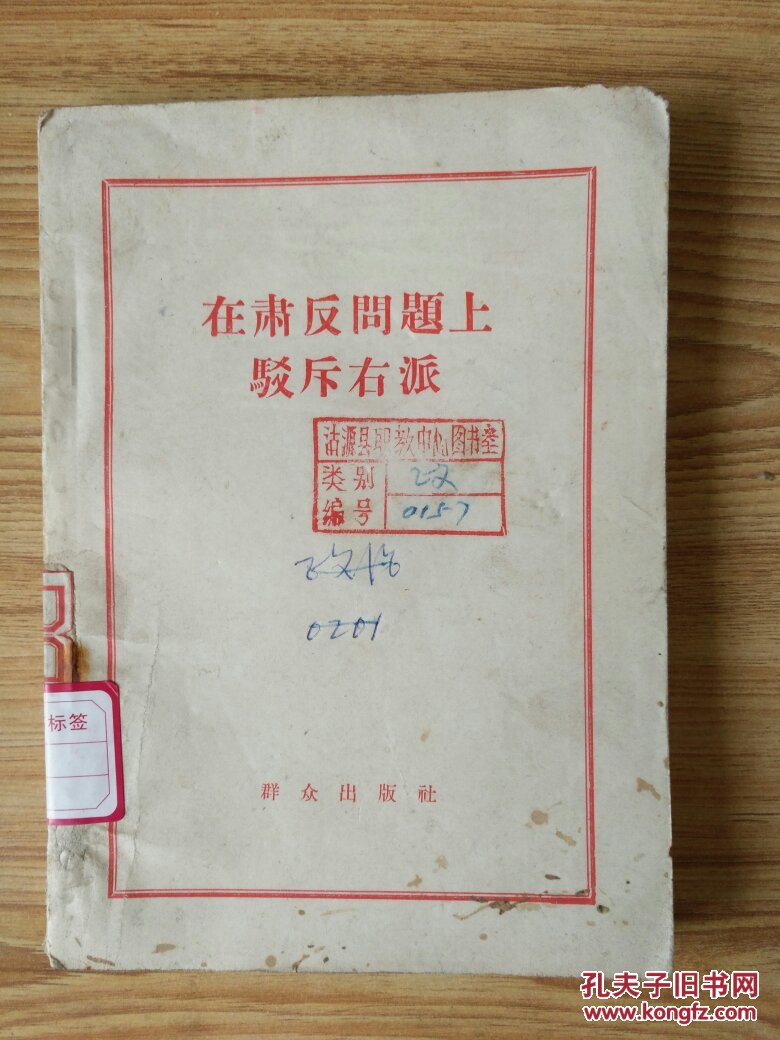 在肃反問題上
駁斥右派
沽源县职教中心图书室
类别 政
编号 0157
0201
标签
群众出版社
孔夫子旧书网
www.kongfz.com